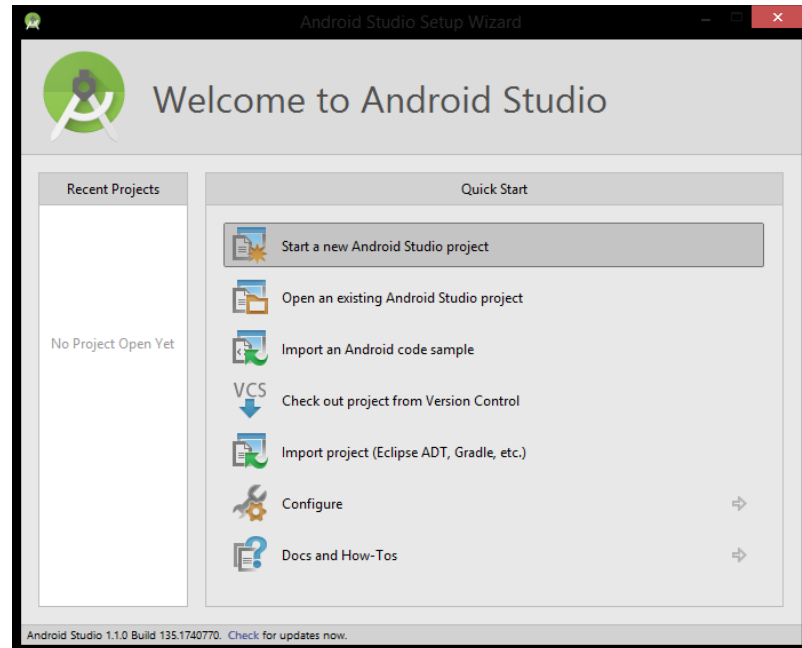 Android Studio Setup Wizard
Welcome to Android Studio
Recent Projects
No Project Open Yet
Quick Start
Start a new Android Studio project
Open an existing Android Studio project
Import an Android code sample
VCS
Check out project from Version Control
Import project (Eclipse ADT, Gradle, etc.)
Configure
Docs and How-Tos
Android Studio 1.1.0 Build 135.1740770. Check for updates now.